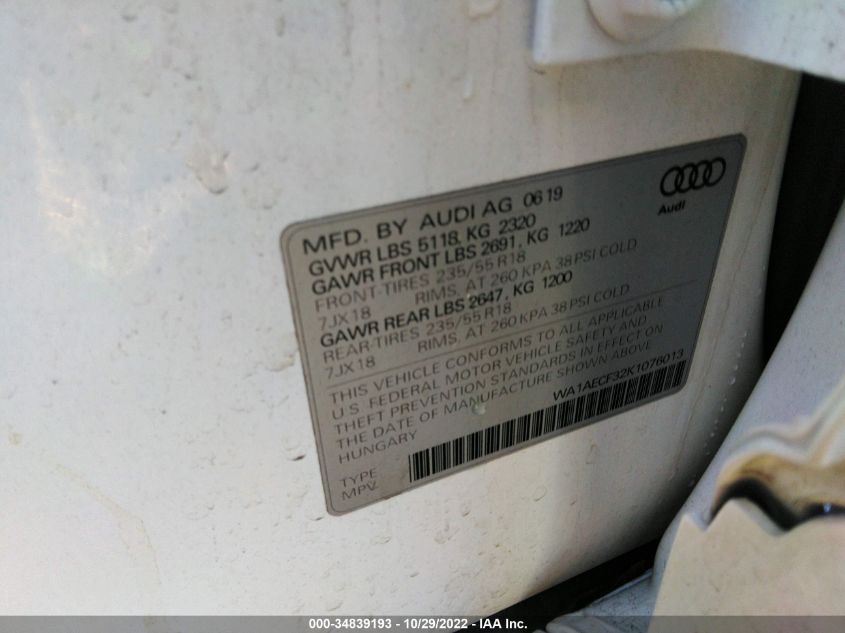 MFD. BY AUDI AG 06 19
GVWR LBS 5118, KG 2320
GAWR FRONT LBS 2691, KG 1220
FRONT-TIRES 235/55 R18
7JX18 RIMS, AT 260 KPA 38 PSI COLD
GAWR REAR LBS 2647, KG 1200
REAR-TIRES 235/55 R18
7JX18 RIMS, AT 260 KPA 38 PSI COLD
THIS VEHICLE CONFORMS TO ALL APPLICABLE
U.S. FEDERAL MOTOR VEHICLE SAFETY AND
THEFT PREVENTION STANDARDS IN EFFECT ON
THE DATE OF MANUFACTURE SHOWN ABOVE
HUNGARY WA1AECF32K1076013
TYPE
MPV
Audi
000-34839193 - 10/29/2022 - IAA Inc.